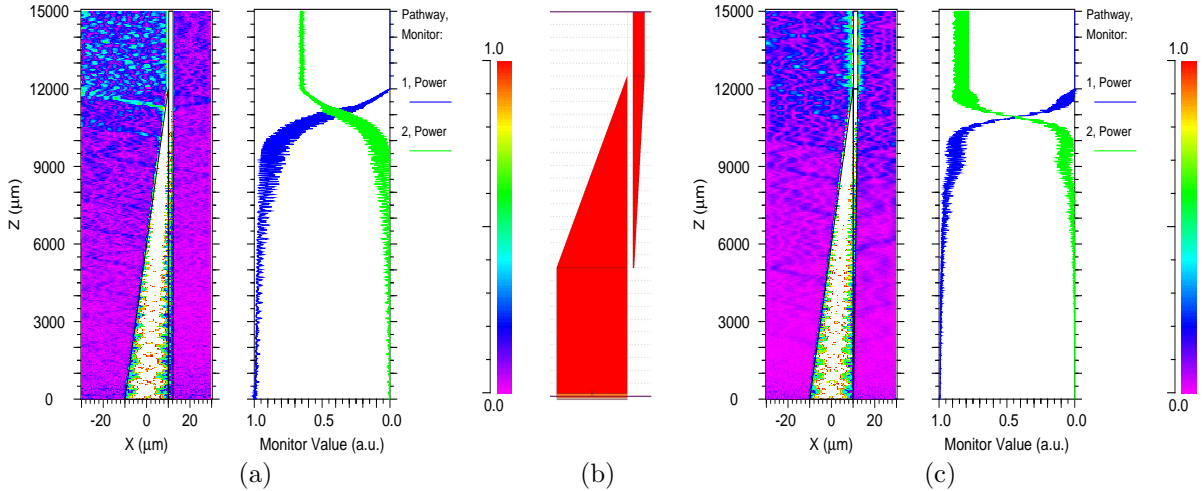 15000
12000
9000
6000
3000
0
Z (µm)
-20 0 20
X (µm)
1.0 0.5 0.0
Monitor Value (a.u.)
Pathway,
Monitor:
1, Power
2, Power
1.0
0.0
15000
12000
9000
6000
3000
0
Z (µm)
-20 0 20
X (µm)
1.0 0.5 0.0
Monitor Value (a.u.)
Pathway,
Monitor:
1, Power
2, Power
1.0
0.0
(a) (b) (c)